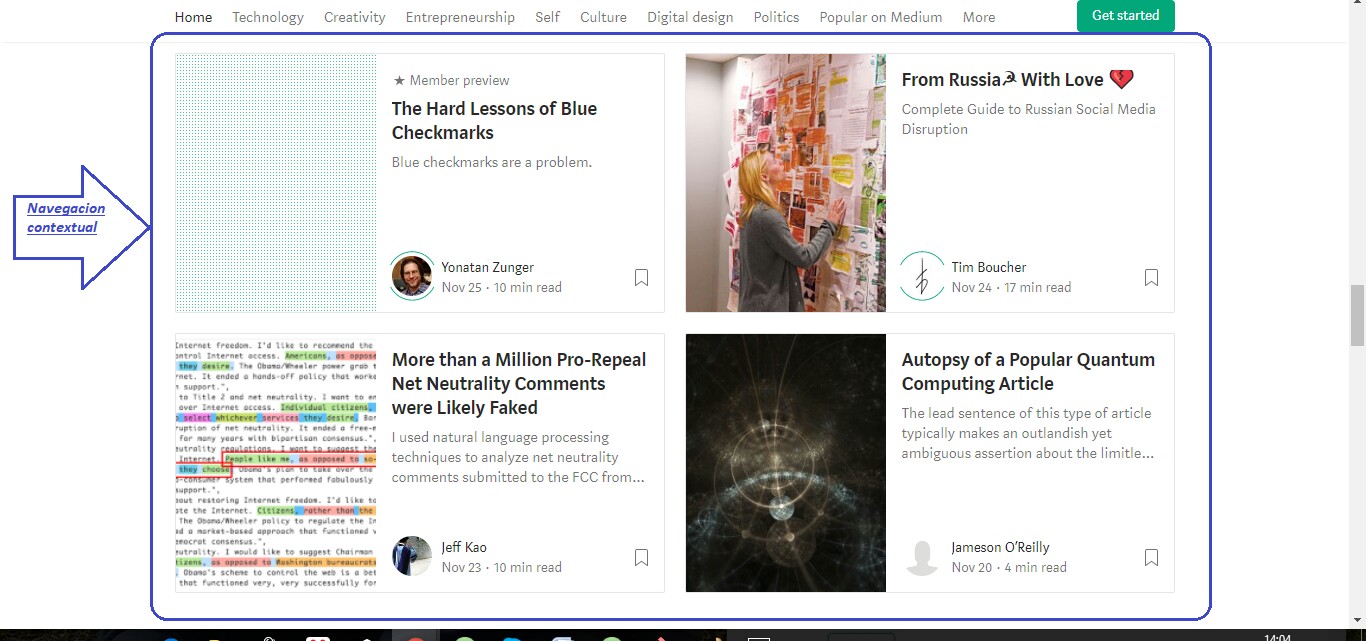 Home Technology Creativity Entrepreneurship Self Culture Digital design Politics Popular on Medium More Get started
Navegacion
contextual
★ Member preview
The Hard Lessons of Blue
Checkmarks
Blue checkmarks are a problem.
Yonatan Zunger
Nov 25 · 10 min read
From Russia☭ With Love 💔
Complete Guide to Russian Social Media
Disruption
Tim Boucher
Nov 24 · 17 min read
internet freedom. I'd like to recommend the
ontrol Internet access. Americans, as oppose
they desire. The Obama/Wheeler power grab t
rnet. It ended a hands-off policy that worke
support.",
to Title 2 and net neutrality. I want to en
over Internet access. Individual citizens,
select whichever services they desire.
ruption of net neutrality. It ended a free-m
for many years with bipartisan consensus.",
neutrality regulations. I want to suggest the
Internet. People like me, as opposed to so-
they choose. Obama's plan to take over the
o-consumer system that performed fabulously
support.",
out restoring Internet freedom. I'd like to
te the Internet. Citizens, rather than the
The Obama/Wheeler policy to regulate the In
d a market-based approach that functioned v
emocrat consensus.",
eutrality. I would like to suggest Chairman
tizens, as opposed to Washington bureaucrats
Obama's scheme to control the web is a bet
that functioned very, very successfully for
More than a Million Pro-Repeal
Net Neutrality Comments
were Likely Faked
I used natural language processing
techniques to analyze net neutrality
comments submitted to the FCC from...
Jeff Kao
Nov 23 · 10 min read
Autopsy of a Popular Quantum
Computing Article
The lead sentence of this type of article
typically makes an outlandish yet
ambiguous assertion about the limitle...
Jameson O'Reilly
Nov 20 · 4 min read
14:04